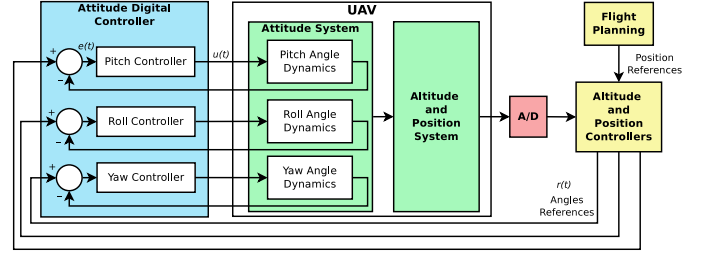 Attitude Digital
Controller
UAV
Flight
Planning
Attitude System
+
e(t)
Pitch Controller
u(t)
Pitch Angle
Dynamics
−
Position
References
+
Roll Controller
Roll Angle
Dynamics
−
Altitude
and
Position
System
A/D
Altitude
and
Position
Controllers
+
Yaw Controller
Yaw Angle
Dynamics
−
r(t)
Angles
References